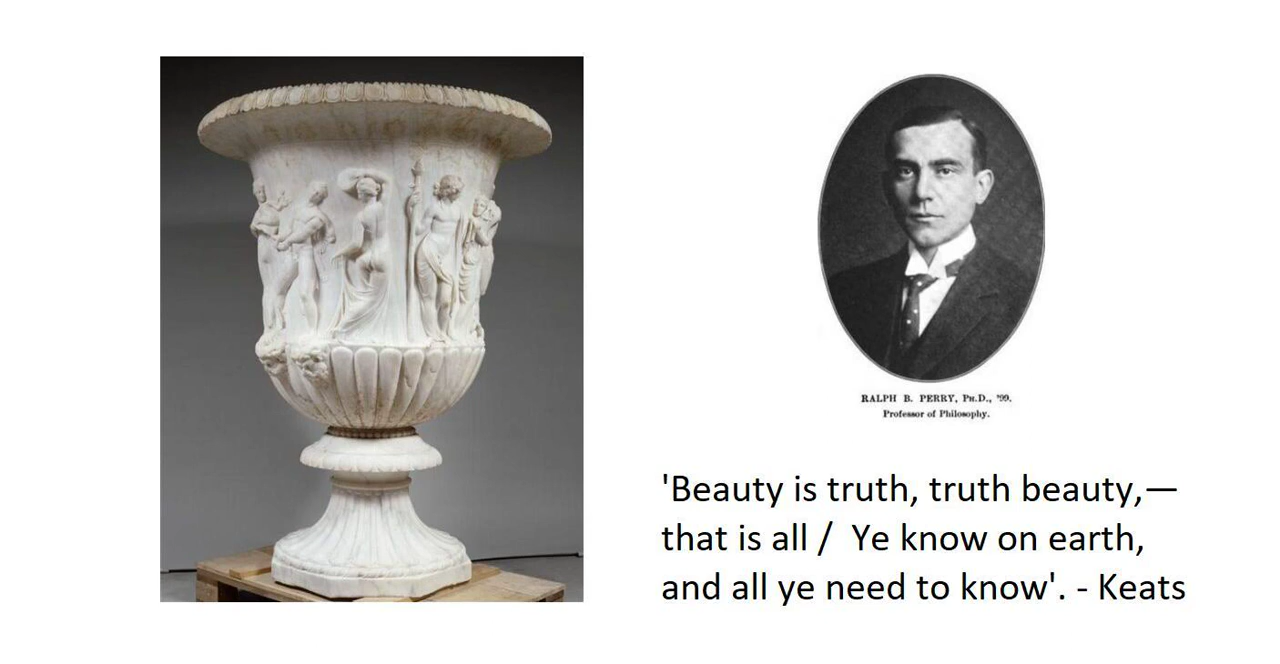 RALPH B. PERRY, PH.D., '99.
Professor of Philosophy.
'Beauty is truth, truth beauty,—
that is all /  Ye know on earth,
and all ye need to know'. - Keats